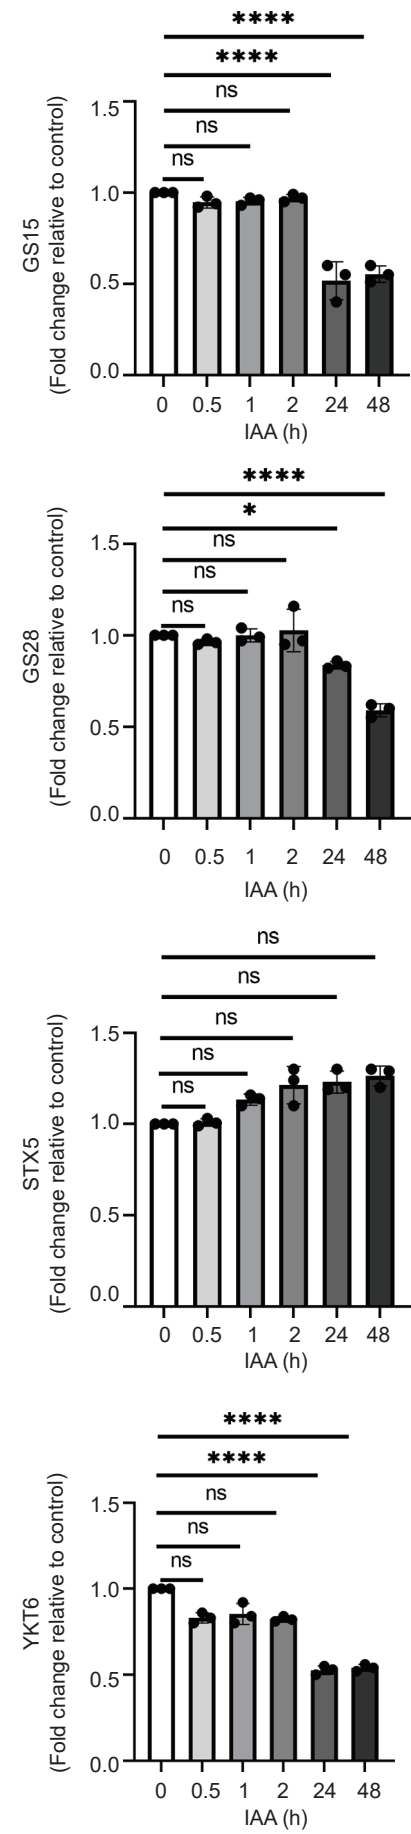 ****
****
ns
ns
ns
1.5
1.0
0.5
0.0
GS15
(Fold change relative to control)
0 0.5 1 2 24 48
IAA (h)
****
*
ns
ns
ns
1.5
1.0
0.5
0.0
GS28
(Fold change relative to control)
0 0.5 1 2 24 48
IAA (h)
ns
ns
ns
ns
ns
1.5
1.0
0.5
0.0
STX5
(Fold change relative to control)
0 0.5 1 2 24 48
IAA (h)
****
****
ns
ns
ns
1.5
1.0
0.5
0.0
YKT6
(Fold change relative to control)
0 0.5 1 2 24 48
IAA (h)